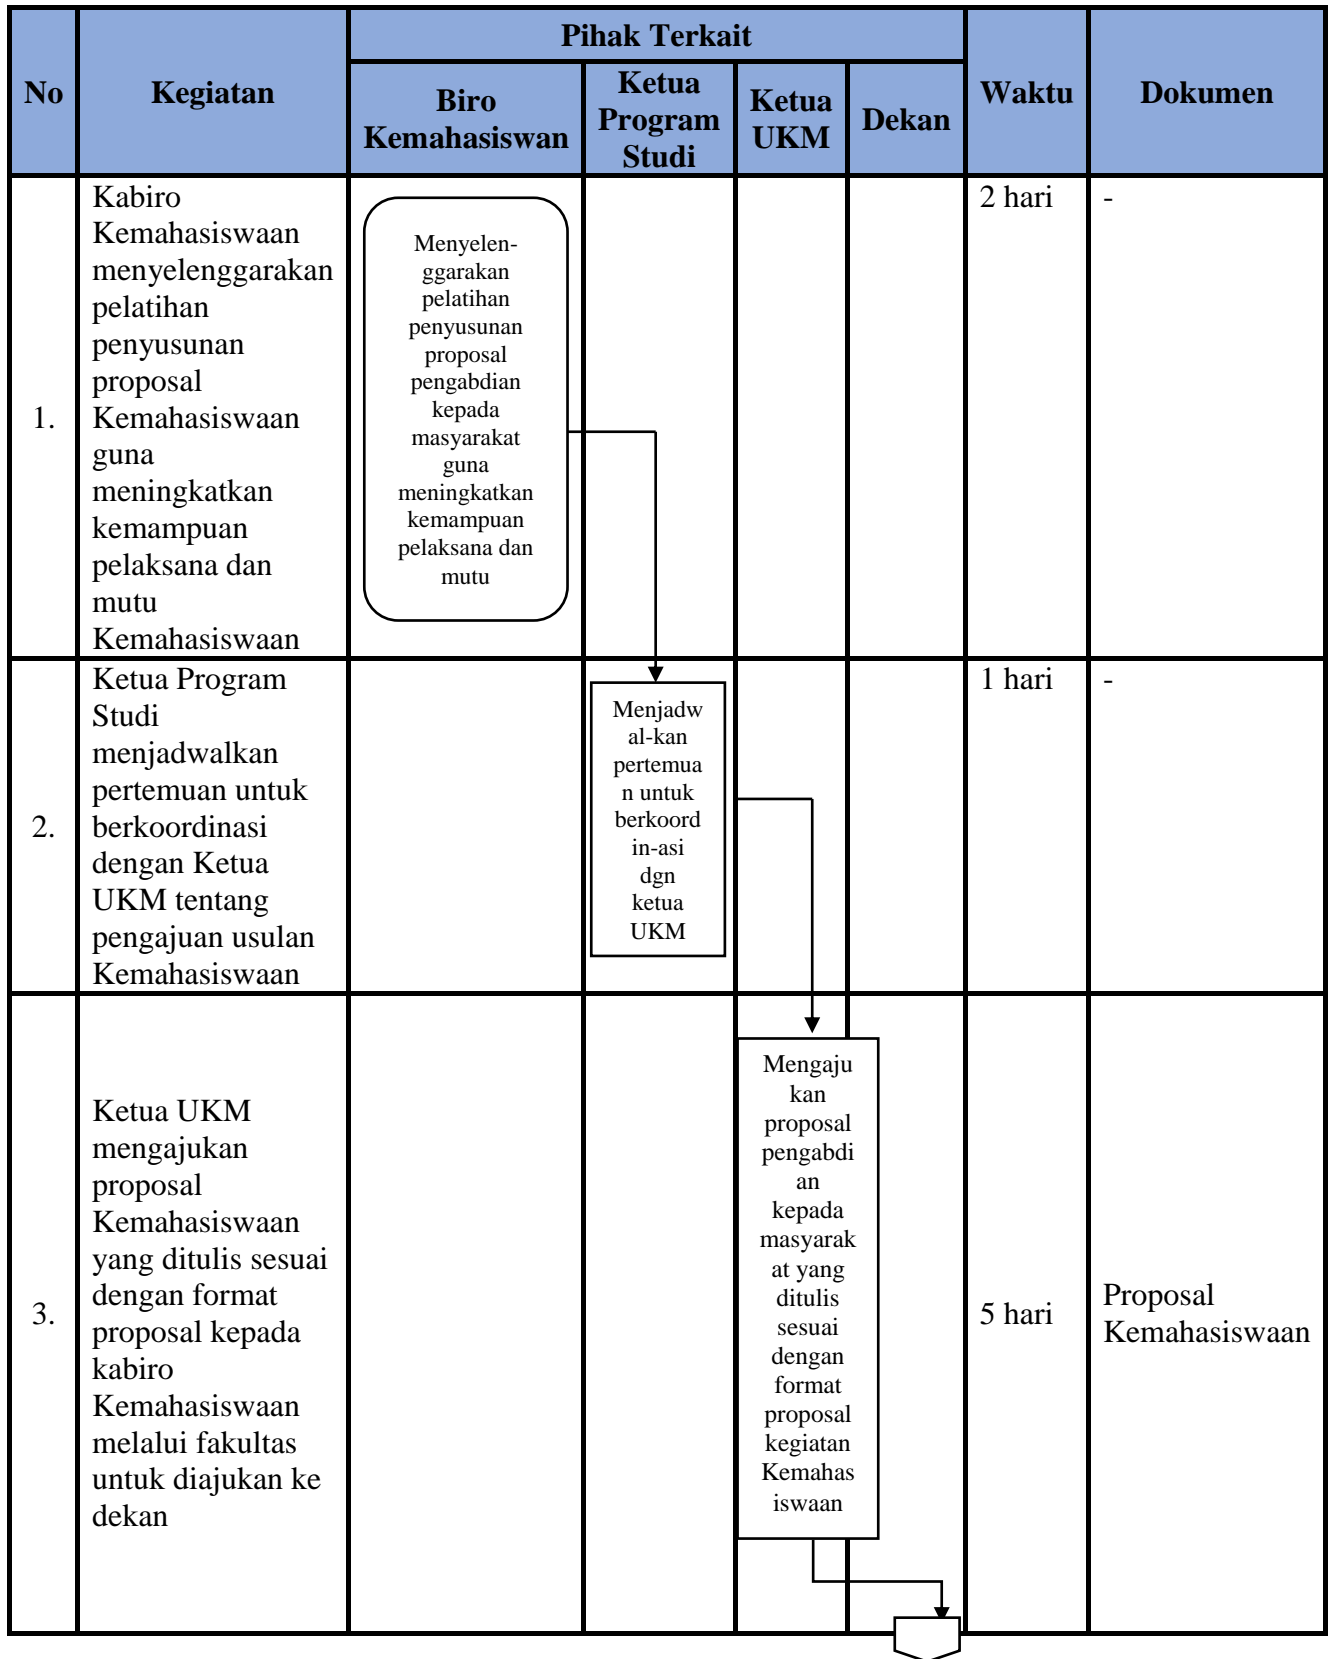 No
Kegiatan
Pihak Terkait
Biro
Kemahasiswan
Ketua
Program
Studi
Ketua
UKM
Dekan
Waktu
Dokumen
1.
Kabiro
Kemahasiswaan
menyelenggarakan
pelatihan
penyusunan
proposal
Kemahasiswaan
guna
meningkatkan
kemampuan
pelaksana dan
mutu
Kemahasiswaan
Menyelen-
ggarakan
pelatihan
penyusunan
proposal
pengabdian
kepada
masyarakat
guna
meningkatkan
kemampuan
pelaksana dan
mutu
2 hari
-
2.
Ketua Program
Studi
menjadwalkan
pertemuan untuk
berkoordinasi
dengan Ketua
UKM tentang
pengajuan usulan
Kemahasiswaan
Menjadw
al-kan
pertemua
n untuk
berkoord
in-asi
dgn
ketua
UKM
1 hari
-
3.
Ketua UKM
mengajukan
proposal
Kemahasiswaan
yang ditulis sesuai
dengan format
proposal kepada
kabiro
Kemahasiswaan
melalui fakultas
untuk diajukan ke
dekan
Mengaju
kan
proposal
pengabdi
an
kepada
masyarak
at yang
ditulis
sesuai
dengan
format
proposal
kegiatan
Kemahas
iswaan
5 hari
Proposal
Kemahasiswaan